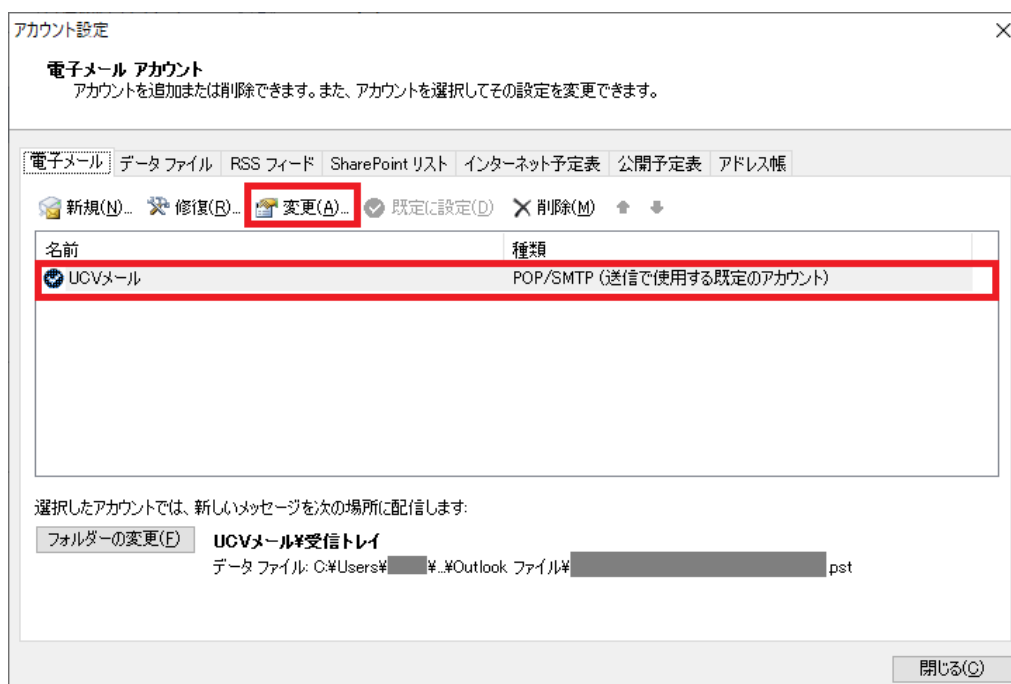 アカウント設定
電子メール アカウント
アカウントを追加または削除できます。また、アカウントを選択してその設定を変更できます。
電子メール データ ファイル RSS フィード SharePoint リスト インターネット予定表 公開予定表 アドレス帳
新規(N)... 修復(R)... 変更(A)... 既定に設定(D) 削除(M)
名前 種類
UCVメール POP/SMTP (送信で使用する既定のアカウント)
選択したアカウントでは、新しいメッセージを次の場所に配信します:
フォルダーの変更(F) UCVメール¥受信トレイ
データ ファイル: C:¥Users¥ ¥..¥Outlook ファイル¥ .pst
閉じる(C)